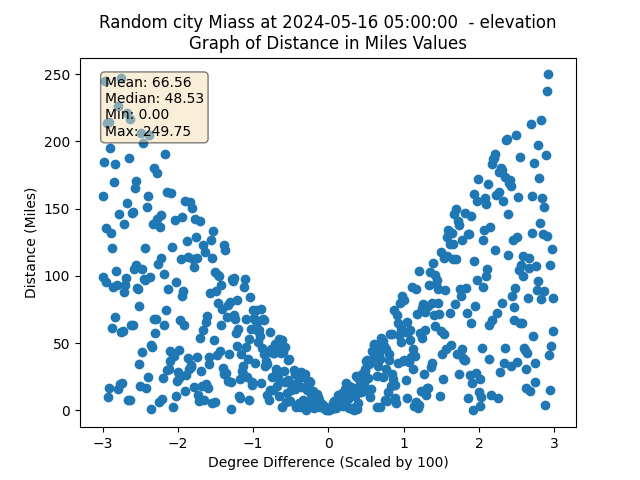 Random city Miass at 2024-05-16 05:00:00 - elevation
Graph of Distance in Miles Values
Mean: 66.56
Median: 48.53
Min: 0.00
Max: 249.75
Distance (Miles)
250
200
150
100
50
0
−3
−2
−1
0
1
2
3
Degree Difference (Scaled by 100)